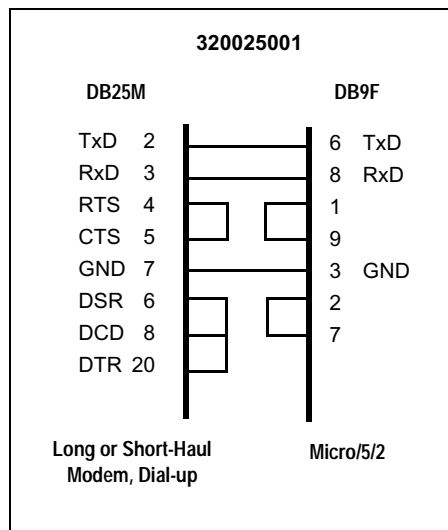 320025001
DB25M DB9F
TxD 2 6 TxD
RxD 3 8 RxD
RTS 4 1
CTS 5 9
GND 7 3 GND
DSR 6 2
DCD 8 7
DTR 20
Long or Short-Haul
Modem, Dial-up
Micro/5/2